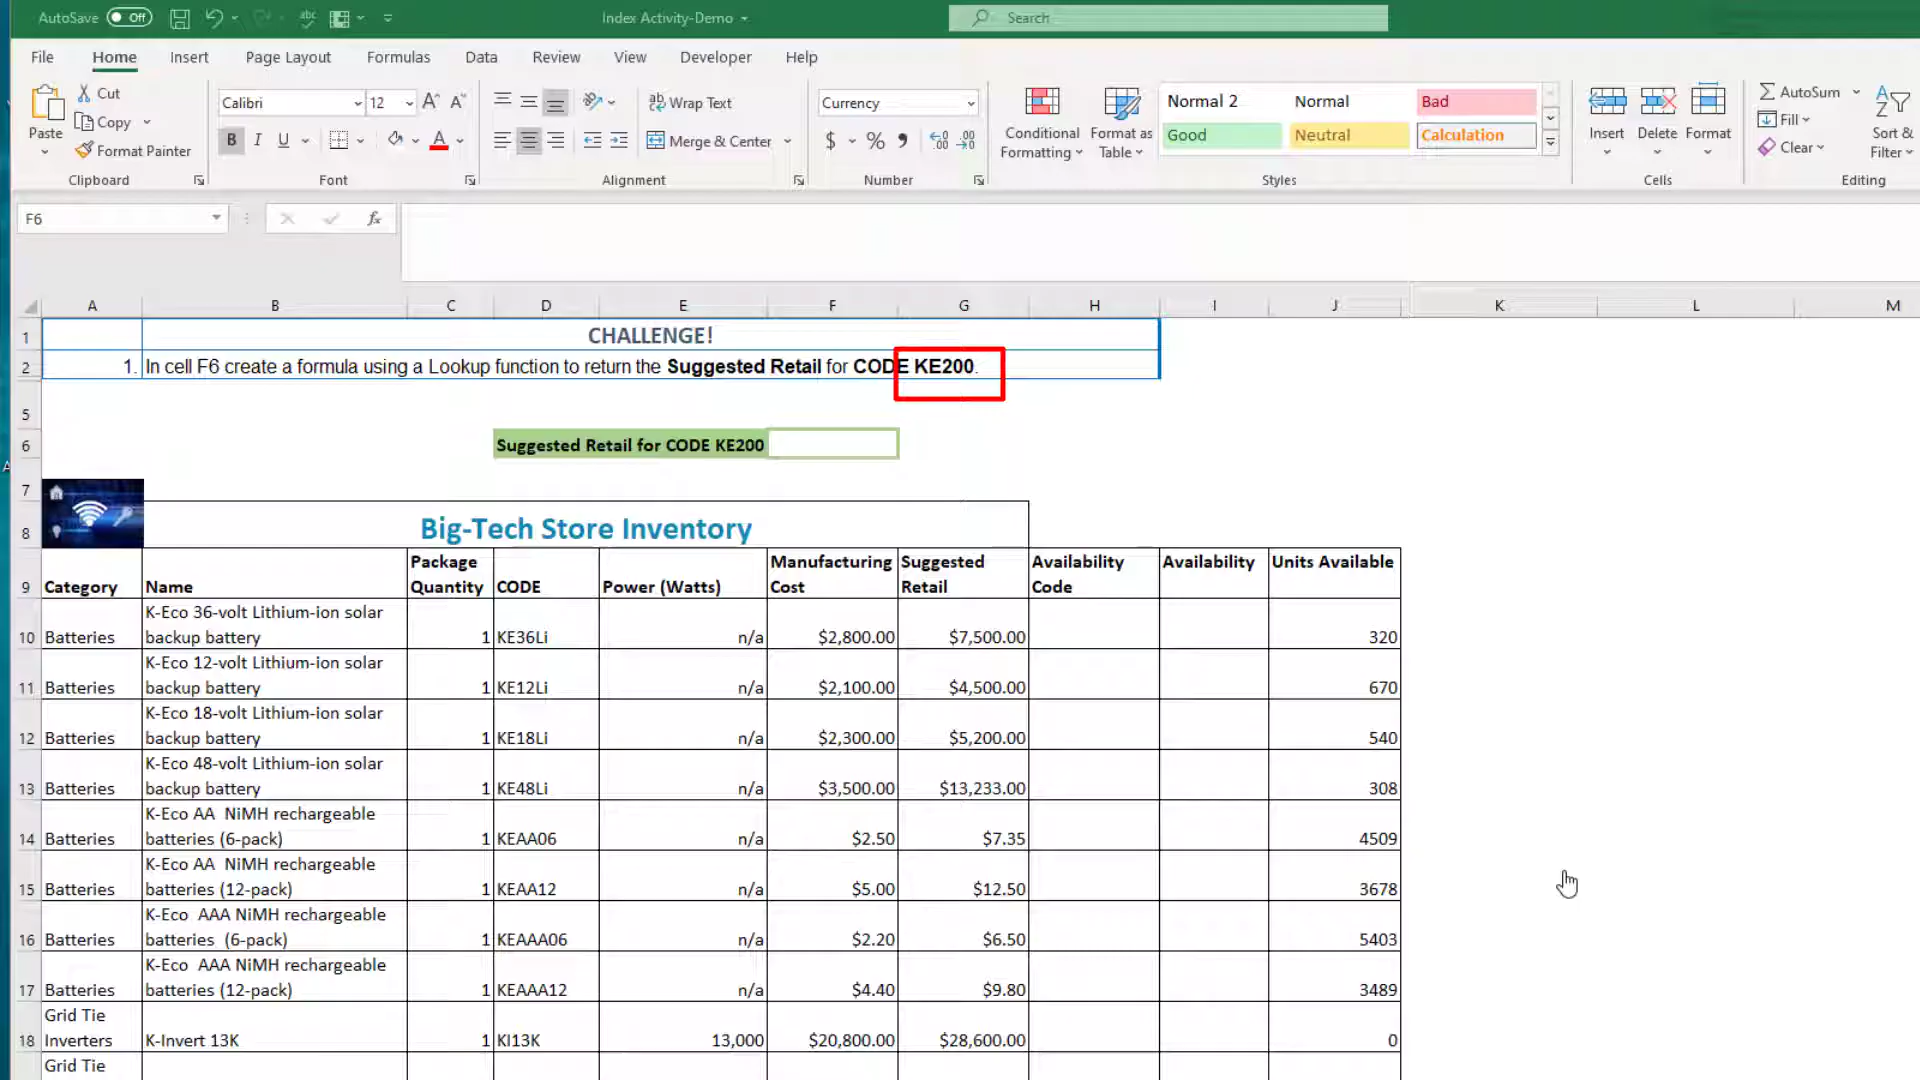 AutoSave Off Index Activity-Demo Search
File Home Insert Page Layout Formulas Data Review View Developer Help
Paste Cut Copy Format Painter
Clipboard
Calibri 12
B I U A
Font
Wrap Text
Merge & Center
Alignment
Currency
$ % 9
Number
Conditional Formatting
Format as Table
Normal 2 Normal Bad
Good Neutral Calculation
Styles
Insert Delete Format
Cells
AutoSum
Fill
Clear
Sort & Filter
Editing
F6 fx
A B C D E F G H I J K L M
1 CHALLENGE!
2 1. In cell F6 create a formula using a Lookup function to return the Suggested Retail for CODE KE200.
5
6 Suggested Retail for CODE KE200
7
8 Big-Tech Store Inventory
9 Category Name Package Quantity CODE Power (Watts) Manufacturing Cost Suggested Retail Availability Code Availability Units Available
10 Batteries K-Eco 36-volt Lithium-ion solar backup battery 1 KE36Li n/a $2,800.00 $7,500.00 320
11 Batteries K-Eco 12-volt Lithium-ion solar backup battery 1 KE12Li n/a $2,100.00 $4,500.00 670
12 Batteries K-Eco 18-volt Lithium-ion solar backup battery 1 KE18Li n/a $2,300.00 $5,200.00 540
13 Batteries K-Eco 48-volt Lithium-ion solar backup battery 1 KE48Li n/a $3,500.00 $13,233.00 308
14 Batteries K-Eco AA  NiMH rechargeable batteries (6-pack) 1 KEAA06 n/a $2.50 $7.35 4509
15 Batteries K-Eco AA  NiMH rechargeable batteries (12-pack) 1 KEAA12 n/a $5.00 $12.50 3678
16 Batteries K-Eco  AAA NiMH rechargeable batteries  (6-pack) 1 KEAAA06 n/a $2.20 $6.50 5403
17 Batteries K-Eco  AAA NiMH rechargeable batteries (12-pack) 1 KEAAA12 n/a $4.40 $9.80 3489
18 Grid Tie Inverters K-Invert 13K 1 KI13K 13,000 $20,800.00 $28,600.00 0
Grid Tie